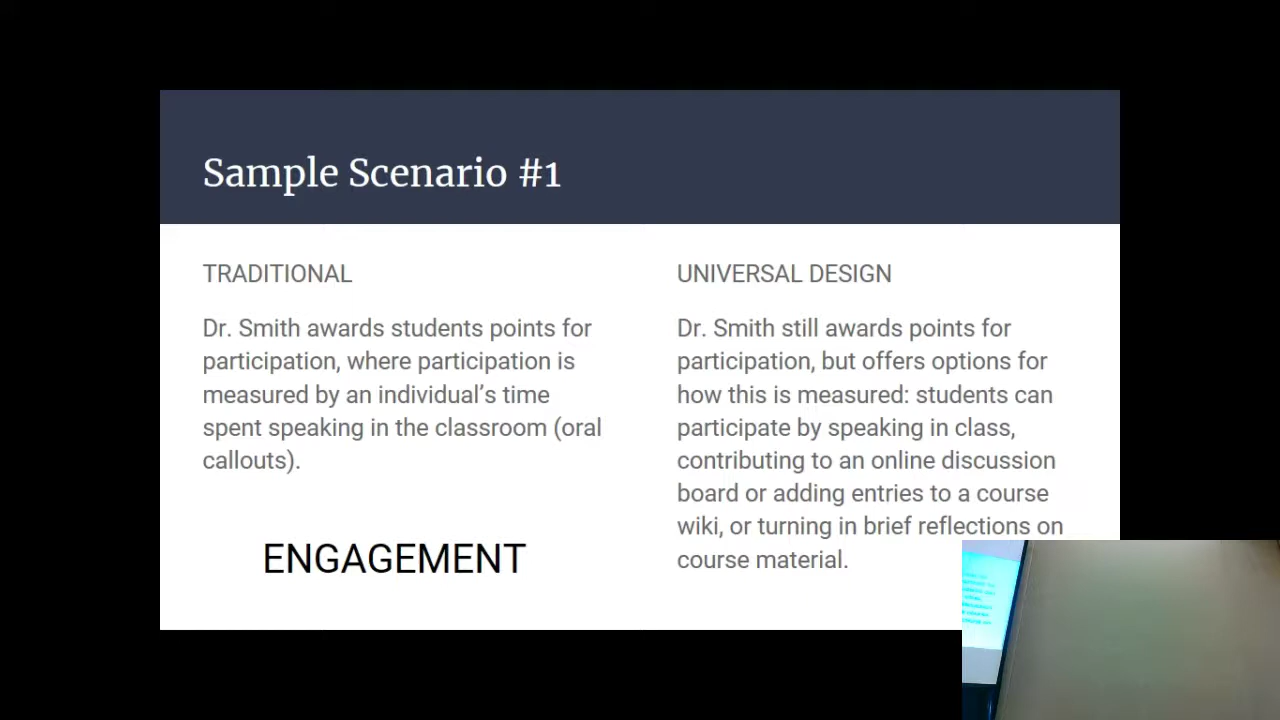 Sample Scenario #1
TRADITIONAL
Dr. Smith awards students points for
participation, where participation is
measured by an individual’s time
spent speaking in the classroom (oral
callouts).
ENGAGEMENT
UNIVERSAL DESIGN
Dr. Smith still awards points for
participation, but offers options for
how this is measured: students can
participate by speaking in class,
contributing to an online discussion
board or adding entries to a course
wiki, or turning in brief reflections on
course material.